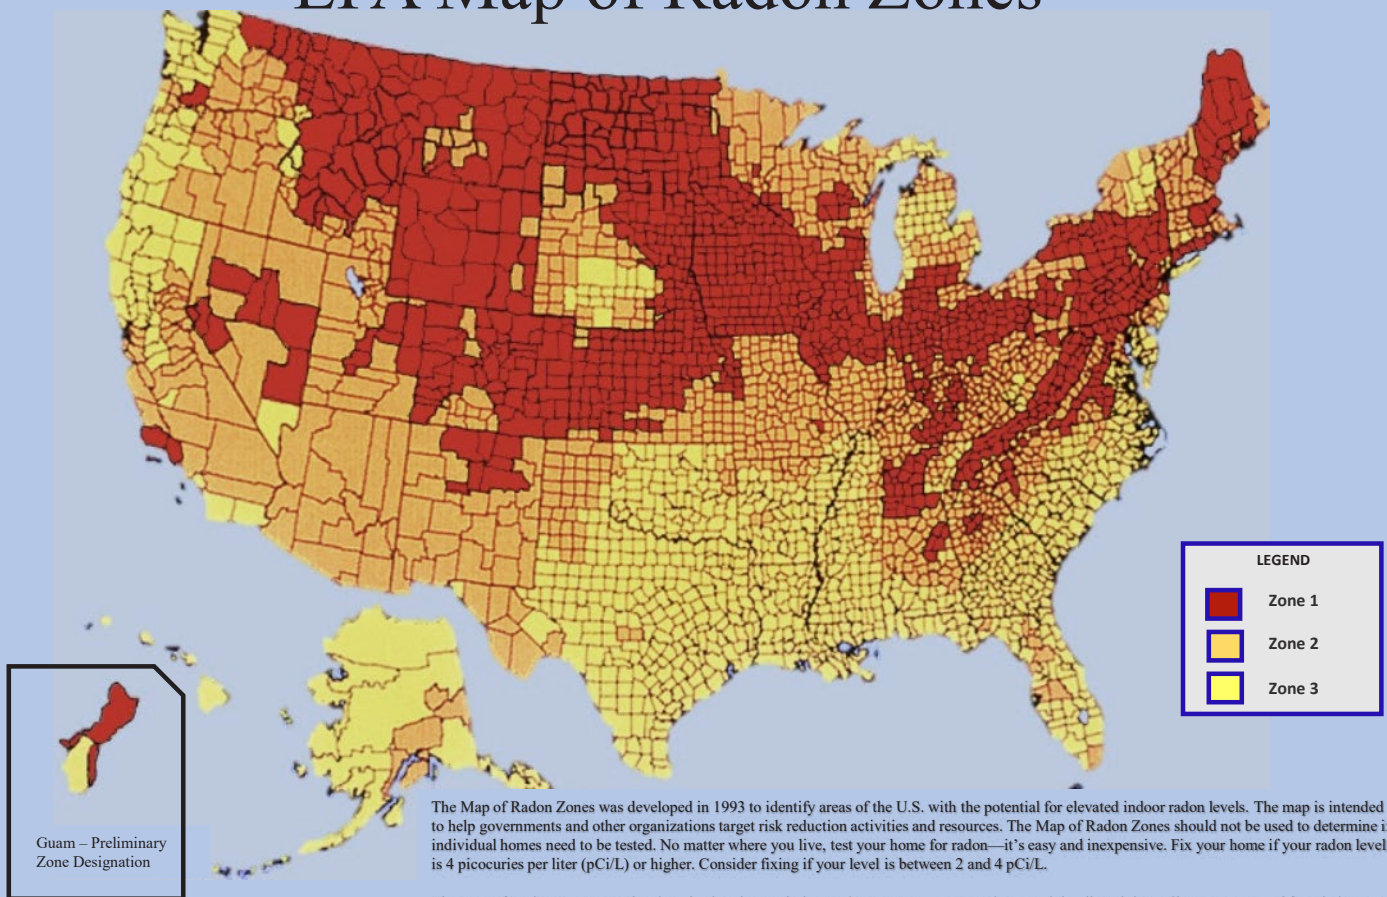 EPA Map of Radon Zones
LEGEND
Zone 1
Zone 2
Zone 3
Guam – Preliminary
Zone Designation
The Map of Radon Zones was developed in 1993 to identify areas of the U.S. with the potential for elevated indoor radon levels. The map is intended
to help governments and other organizations target risk reduction activities and resources. The Map of Radon Zones should not be used to determine i
individual homes need to be tested. No matter where you live, test your home for radon—it’s easy and inexpensive. Fix your home if your radon level
is 4 picocuries per liter (pCi/L) or higher. Consider fixing if your level is between 2 and 4 pCi/L.